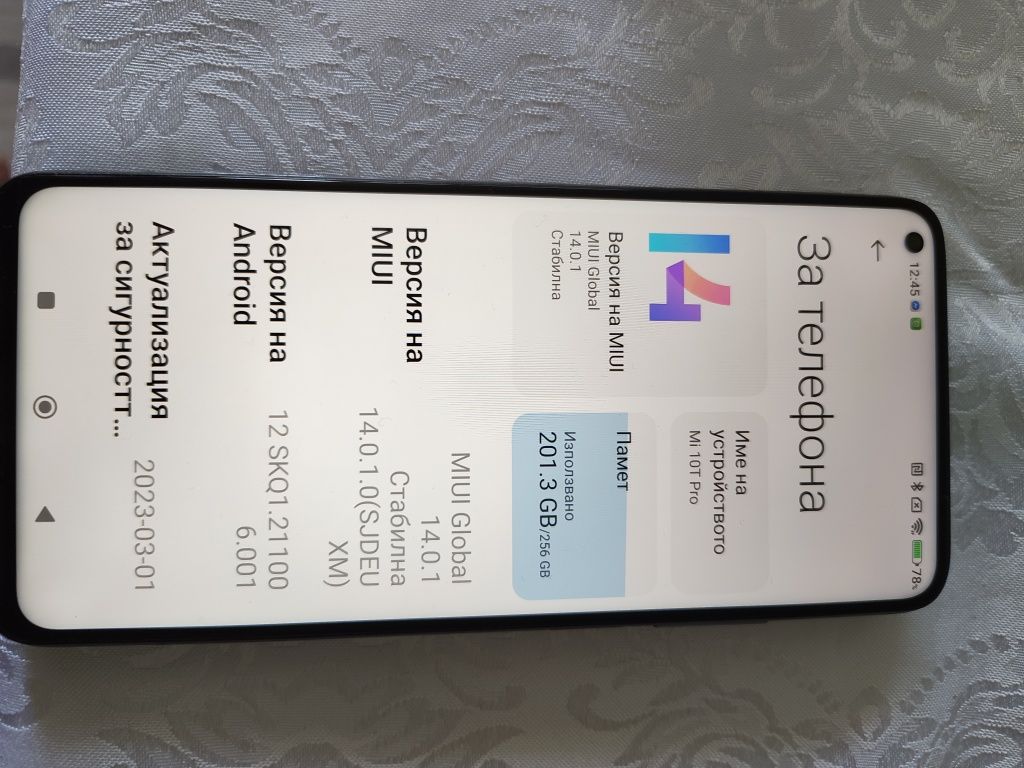 12:45
78%
За телефона
14
Версия на MIUI
MIUI Global
14.0.1
Стабилна
Име на
устройството
Mi 10T Pro
Памет
Използвано
201.3 GB/256 GB
Версия на
MIUI
MIUI Global
14.0.1
Стабилна
14.0.1.0(SJDEU
XM)
Версия на
Android
12 SKQ1.21100
6.001
Актуализация
за сигурностт...
2023-03-01